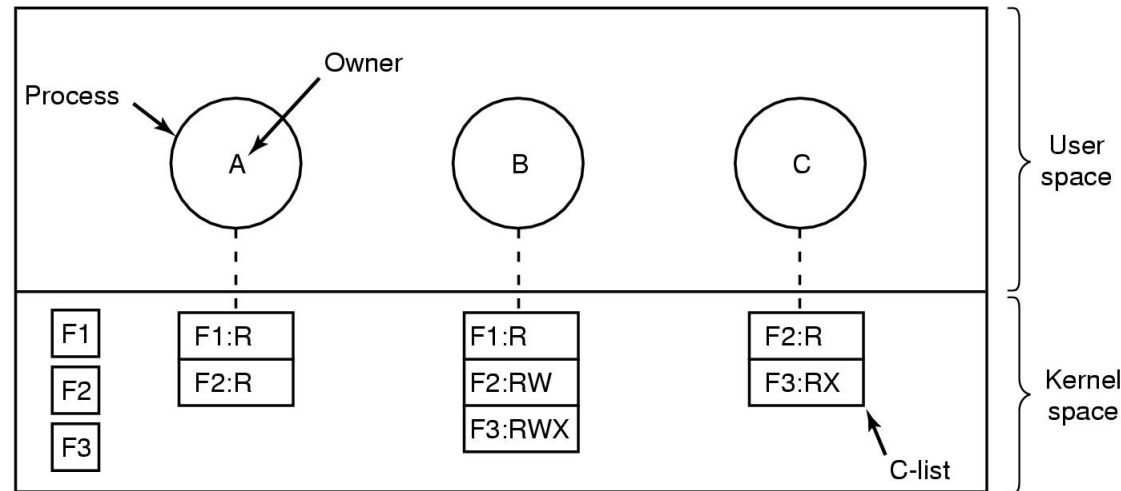 Owner
Process
A
B
C
User
space
F1
F2
F3
F1:R
F2:R
F1:R
F2:RW
F3:RWX
F2:R
F3:RX
C-list
Kernel
space